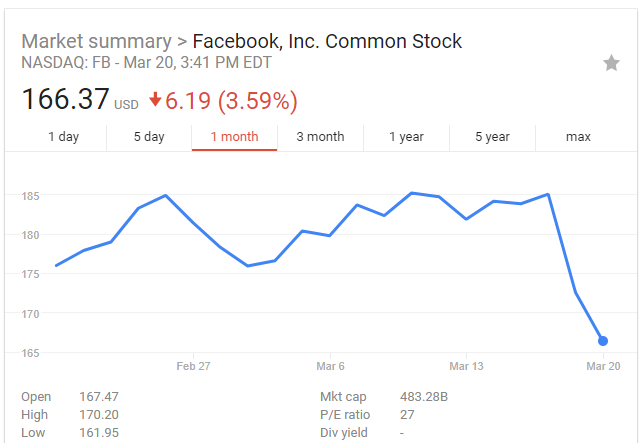 Market summary > Facebook, Inc. Common Stock
NASDAQ: FB - Mar 20, 3:41 PM EDT
166.37 USD 6.19 (3.59%)
1 day 5 day 1 month 3 month 1 year 5 year max
185
180
175
170
165
Feb 27 Mar 6 Mar 13 Mar 20
Open 167.47 Mkt cap 483.28B
High 170.20 P/E ratio 27
Low 161.95 Div yield -